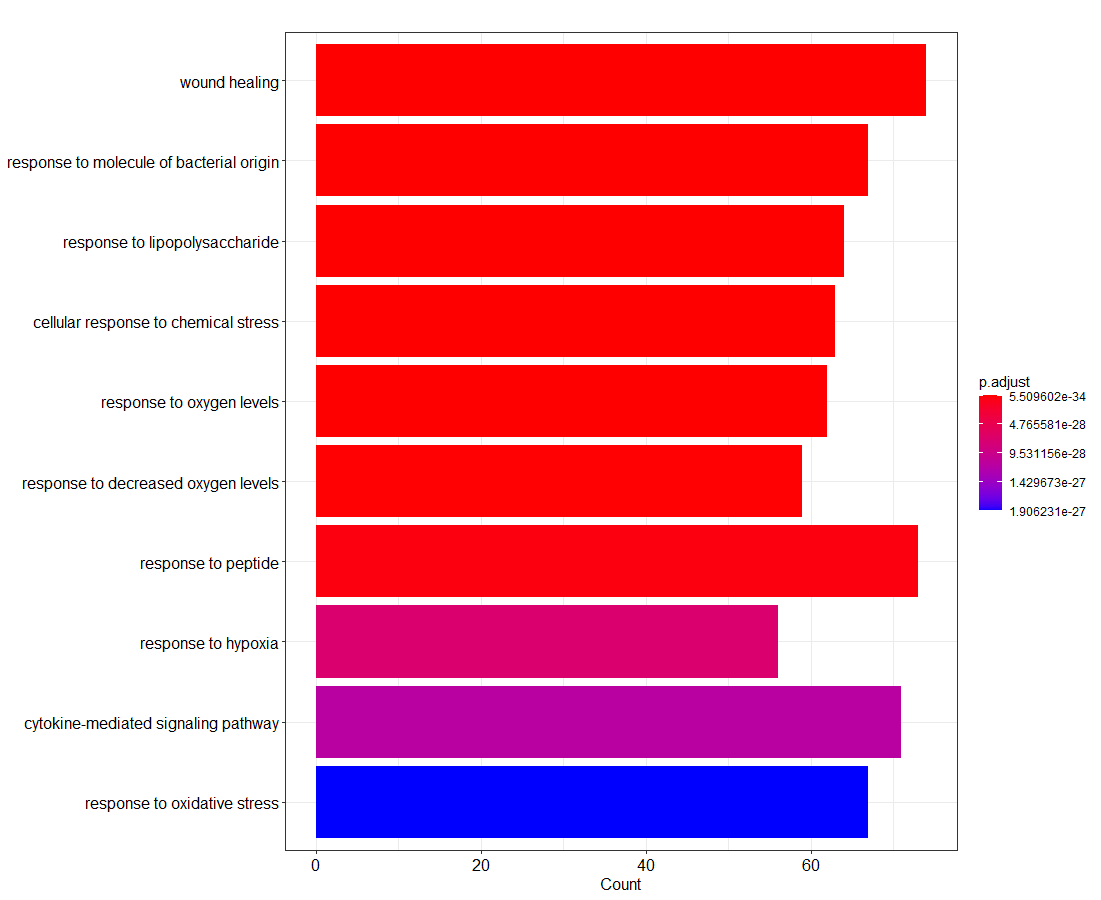 wound healing
response to molecule of bacterial origin
response to lipopolysaccharide
cellular response to chemical stress
response to oxygen levels
response to decreased oxygen levels
response to peptide
response to hypoxia
cytokine-mediated signaling pathway
response to oxidative stress
0 20 40 60
Count
p.adjust
5.509602e-34
4.765581e-28
9.531156e-28
1.429673e-27
1.906231e-27